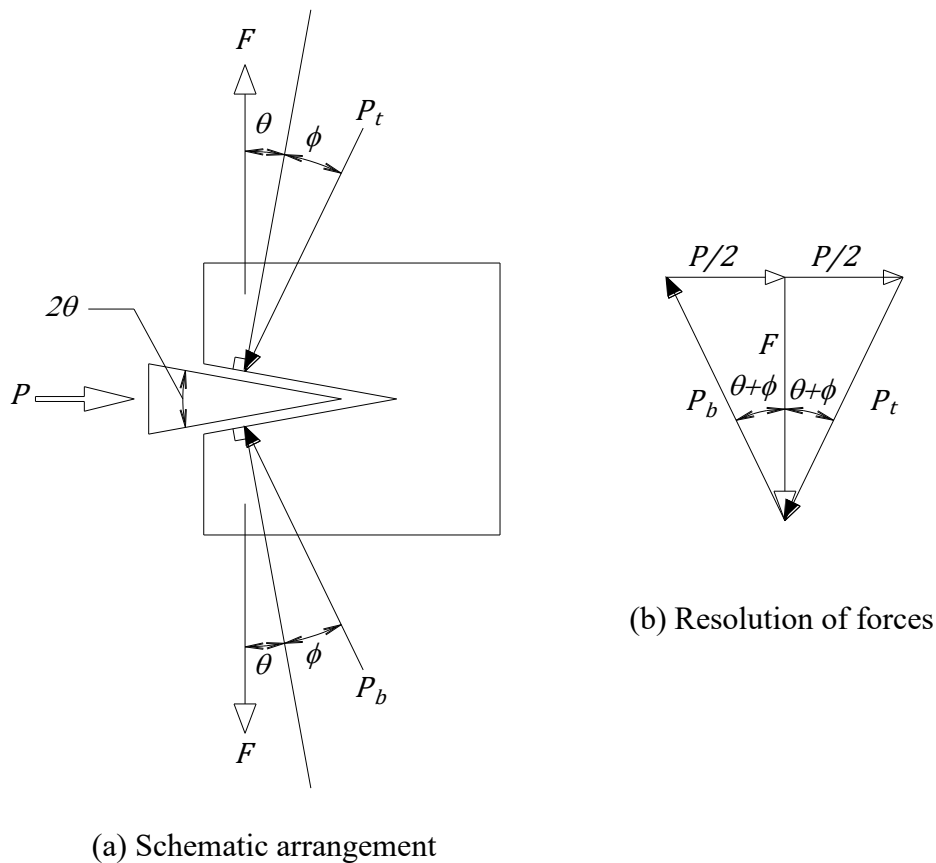 F
θ
ϕ
P_t
2θ
P
θ
ϕ
P_b
F
(a) Schematic arrangement
P/2
P/2
F
θ+ϕ
θ+ϕ
P_b
P_t
(b) Resolution of forces